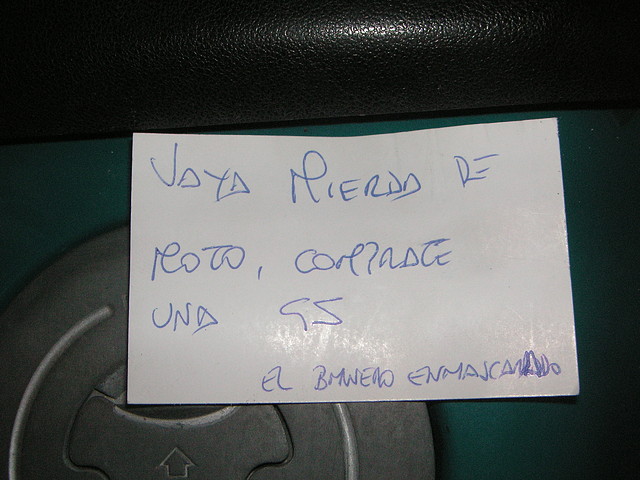 VAYA MIERDA DE
MOTO, COMPRATE
UNA GS
EL BMWERO ENMASCARADO